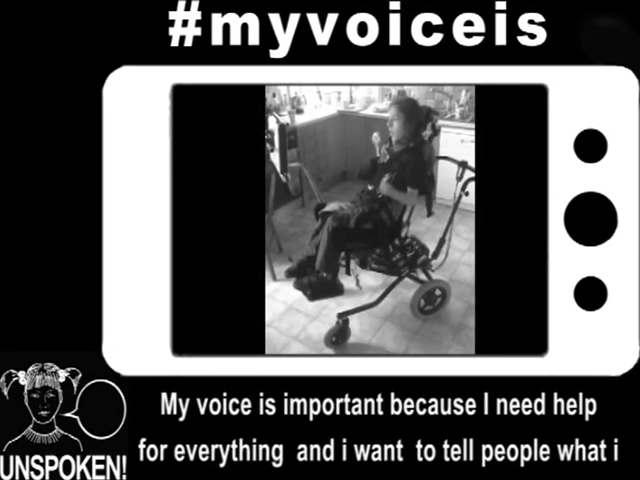 #myvoiceis
My voice is important because I need help
for everything and i want to tell people what i
UNSPOKEN!